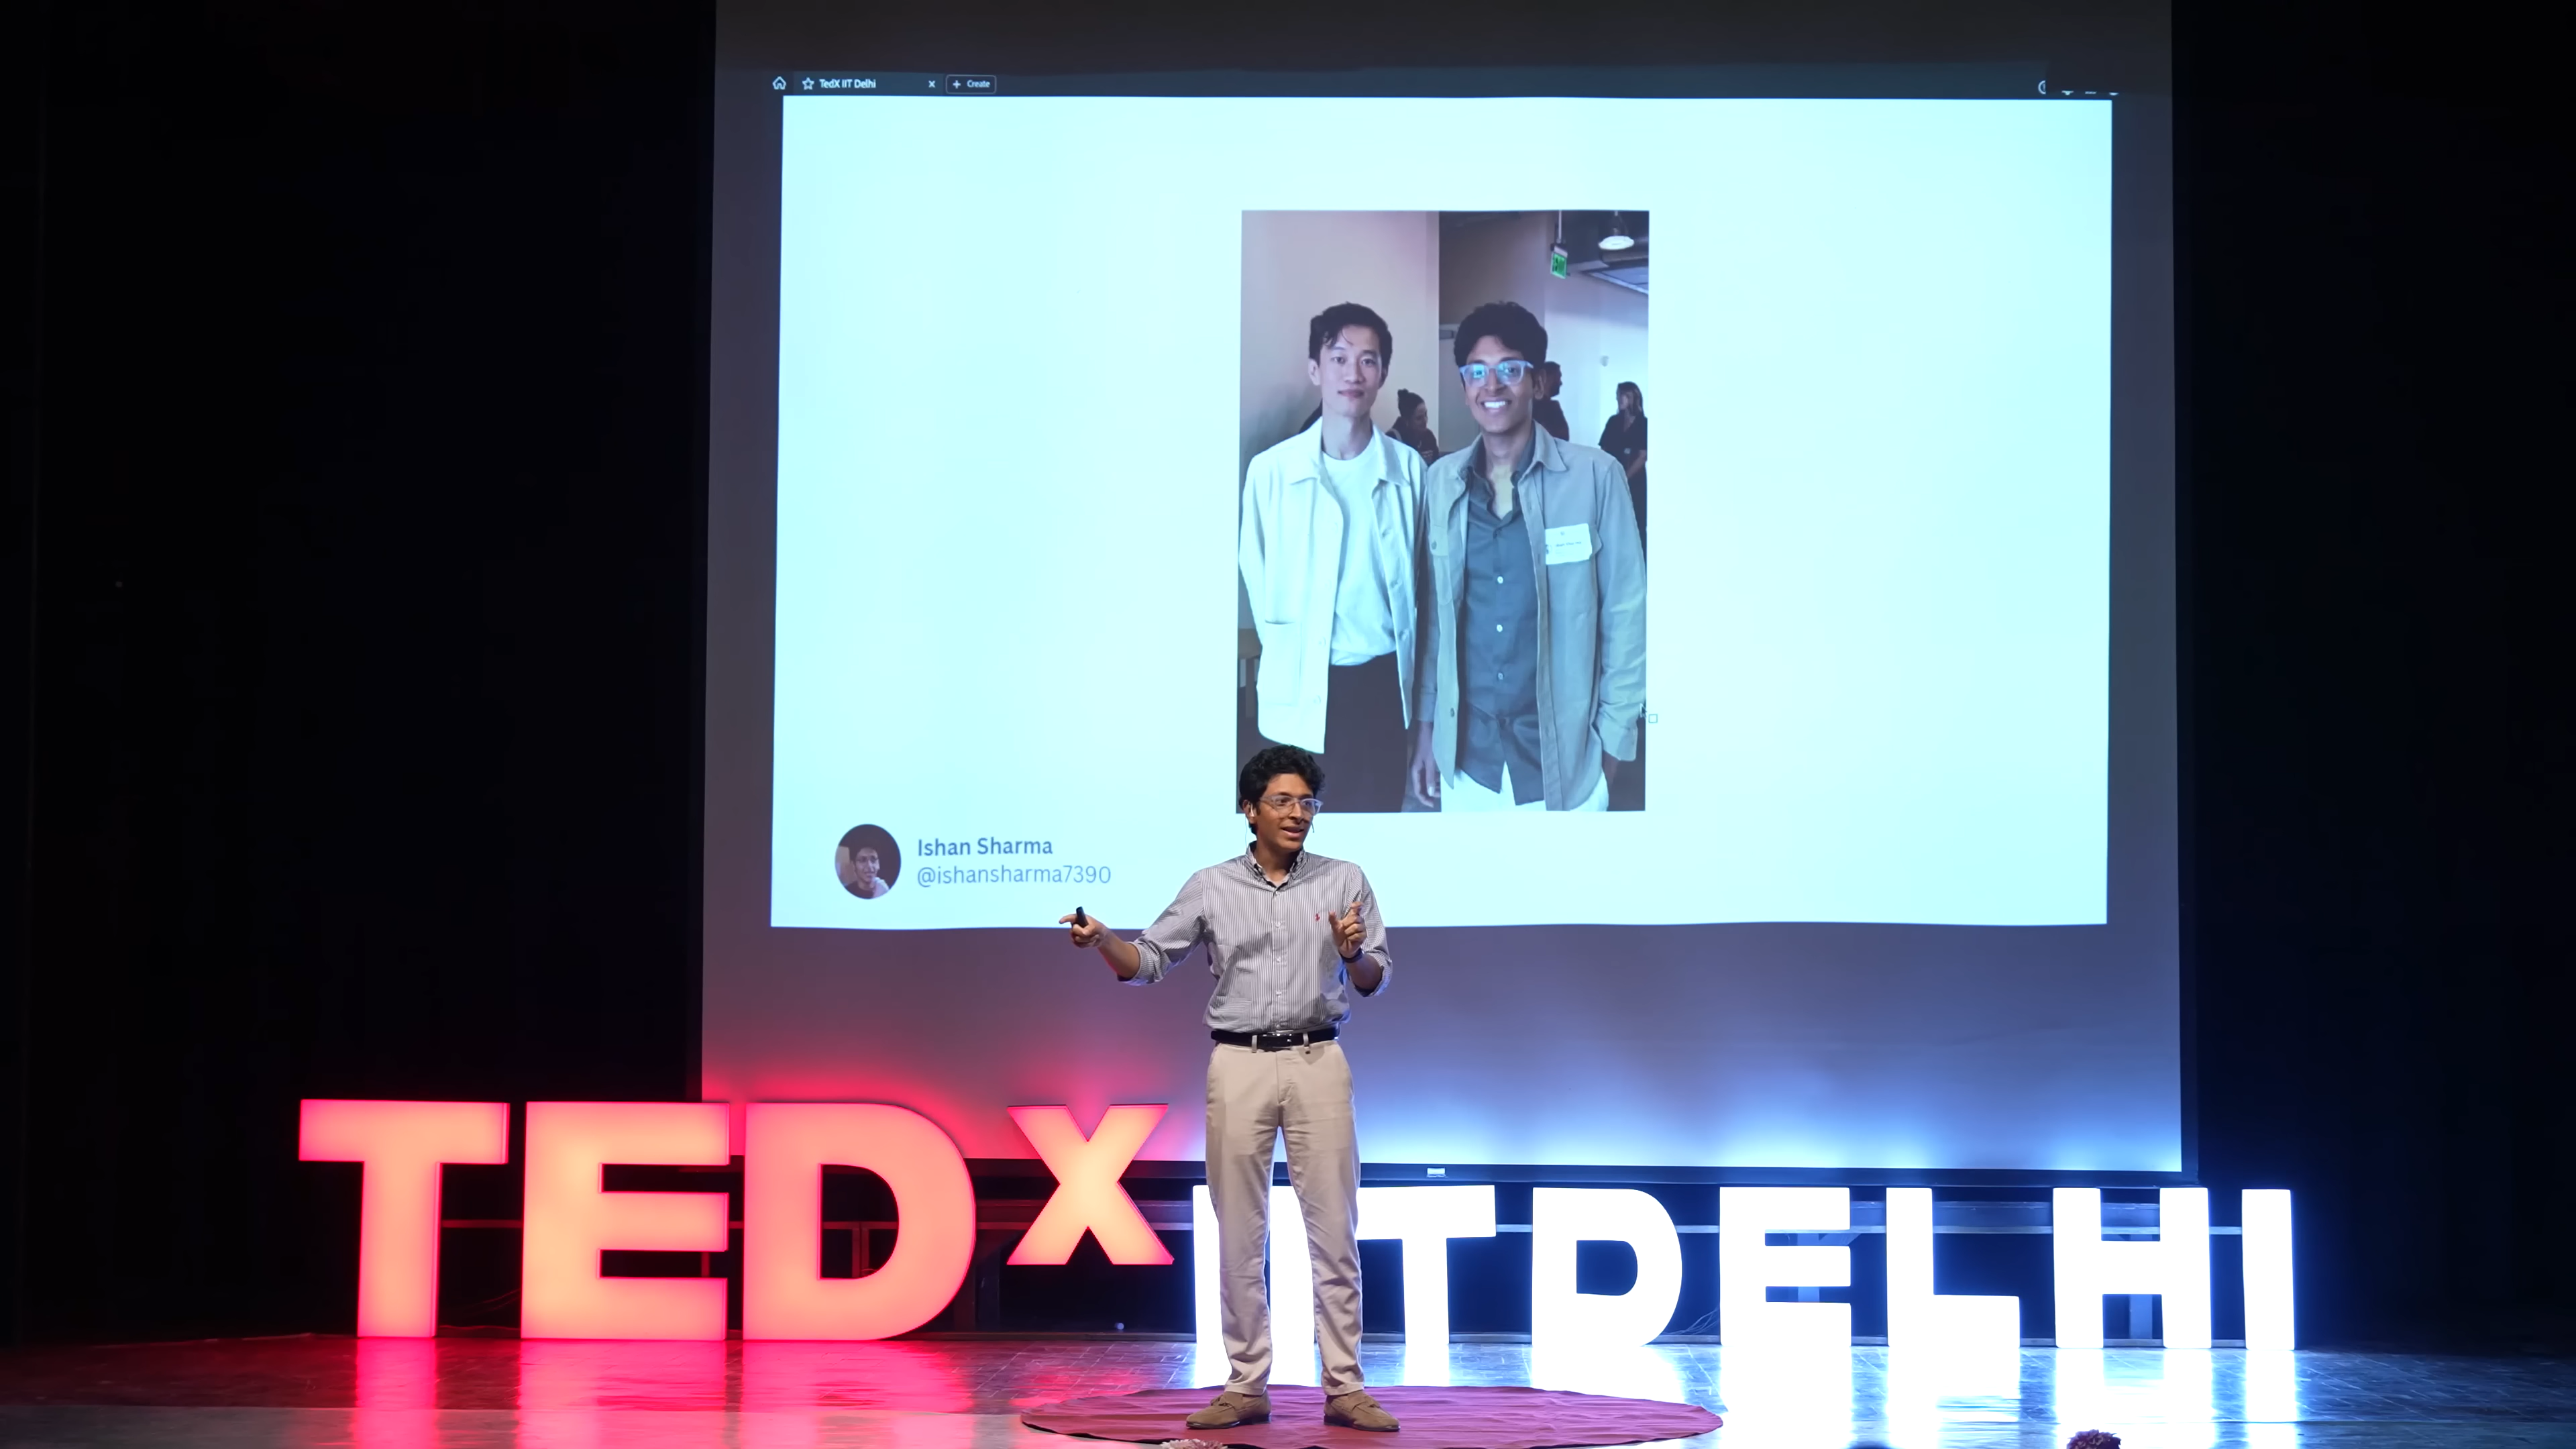 TedX IIT Delhi
+ Create
Ishan Sharma
@ishansharma7390
TEDx
IIT DELHI